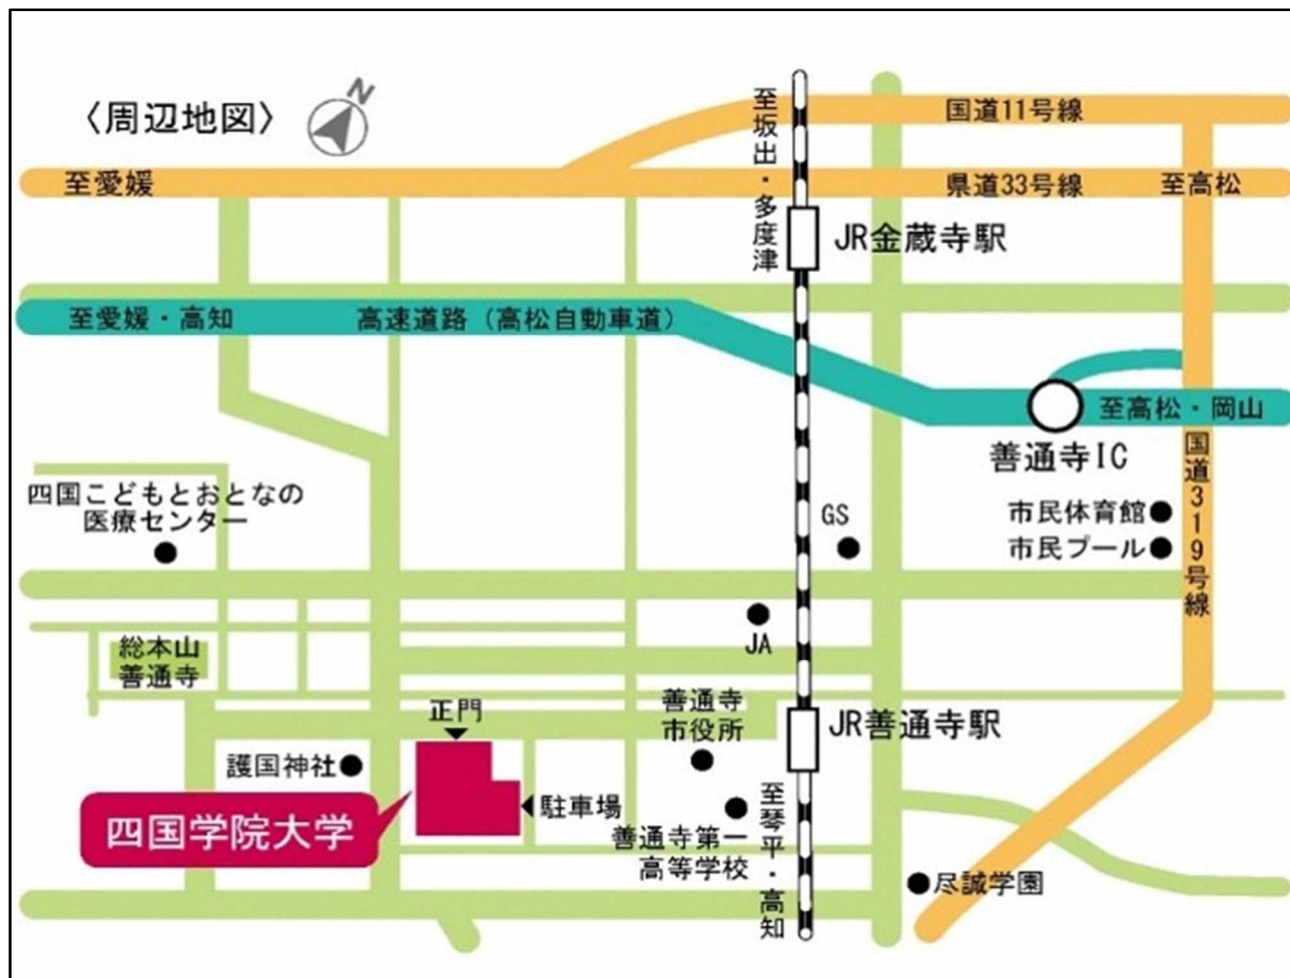 〈周辺地図〉
N
至坂出・多度津
国道11号線
至愛媛
県道33号線
至高松
JR金蔵寺駅
至愛媛・高知
高速道路（高松自動車道）
至高松・岡山
善通寺IC
国道319号線
四国こどもとおとなの
医療センター
GS
市民体育館
市民プール
JA
総本山
善通寺
正門
善通寺
市役所
JR善通寺駅
護国神社
駐車場
四国学院大学
善通寺第一
高等学校
至琴平・高知
尽誠学園